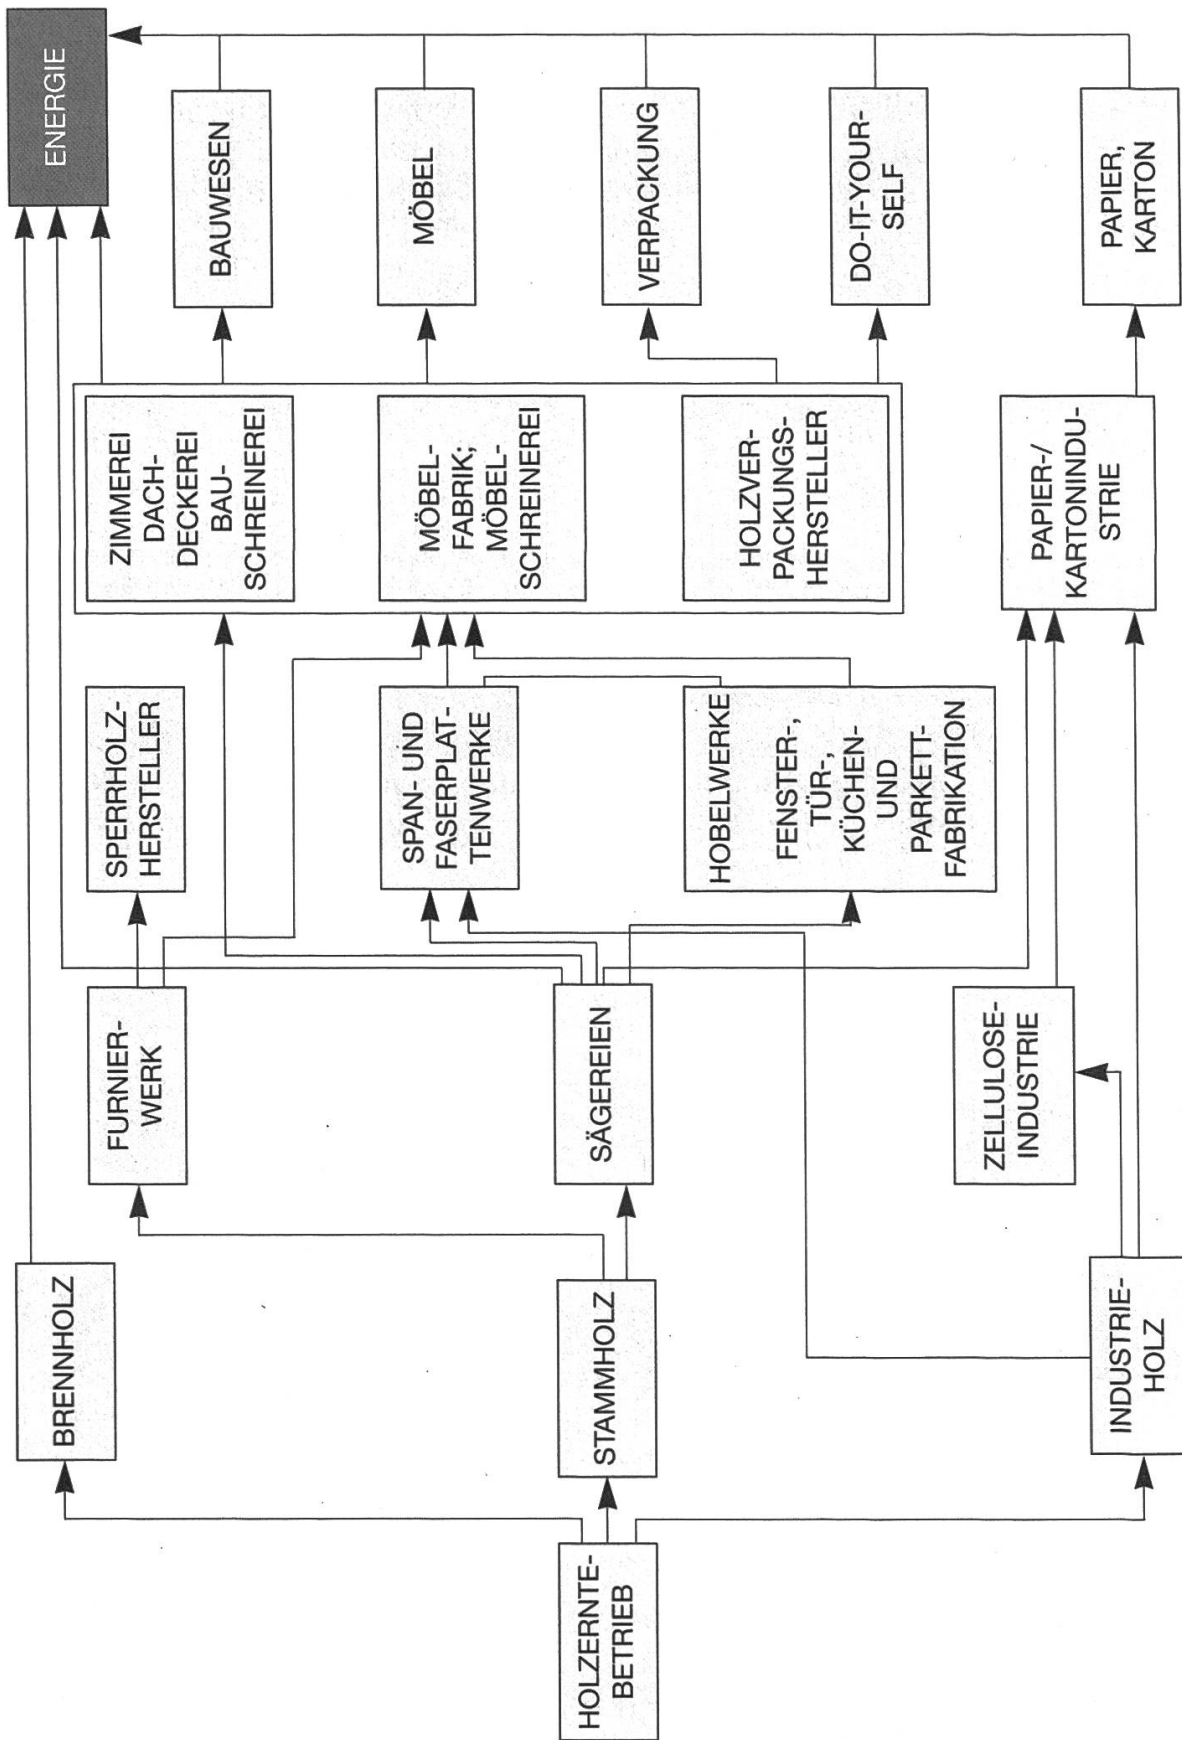 HOLZERNTE-
BETRIEB
BRENNHOLZ
STAMMHOLZ
INDUSTRIE-
HOLZ
FURNIER-
WERK
SÄGEREIEN
ZELLULOSE-
INDUSTRIE
SPERRHOLZ-
HERSTELLER
SPAN- UND
FASERPLAT-
TENWERKE
HOBELWERKE
FENSTER-,
TÜR-,
KÜCHEN-
UND
PARKETT-
FABRIKATION
ZIMMEREI
DACH-
DECKEREI
BAU-
SCHREINEREI
MÖBEL-
FABRIK;
MÖBEL-
SCHREINEREI
HOLZVER-
PACKUNGS-
HERSTELLER
PAPIER-/
KARTONINDU-
STRIE
ENERGIE
BAUWESEN
MÖBEL
VERPACKUNG
DO-IT-YOUR-
SELF
PAPIER,
KARTON